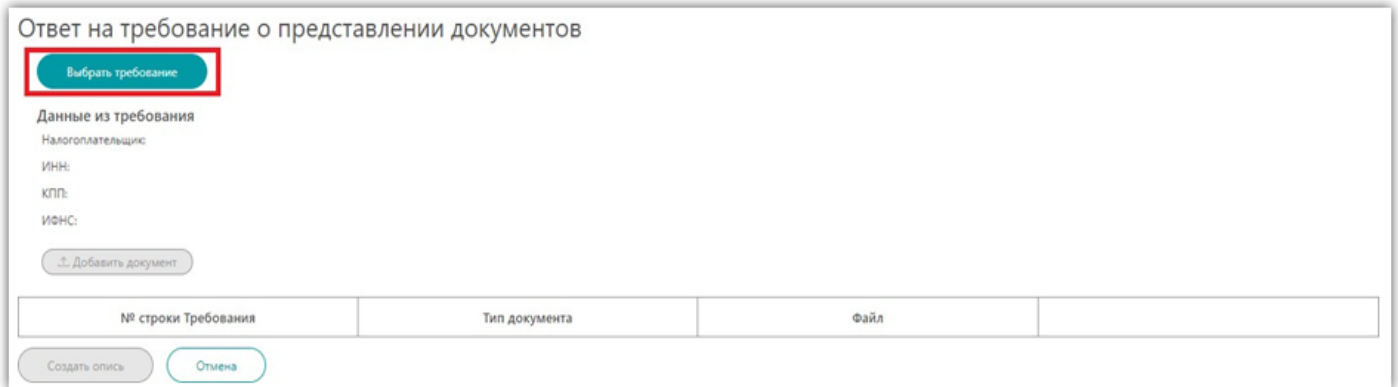 Ответ на требование о представлении документов
Выбрать требование
Данные из требования
Налогоплательщик:
ИНН:
КПП:
ИФНС:
Добавить документ
№ строки Требования Тип документа Файл
Создать опись Отмена